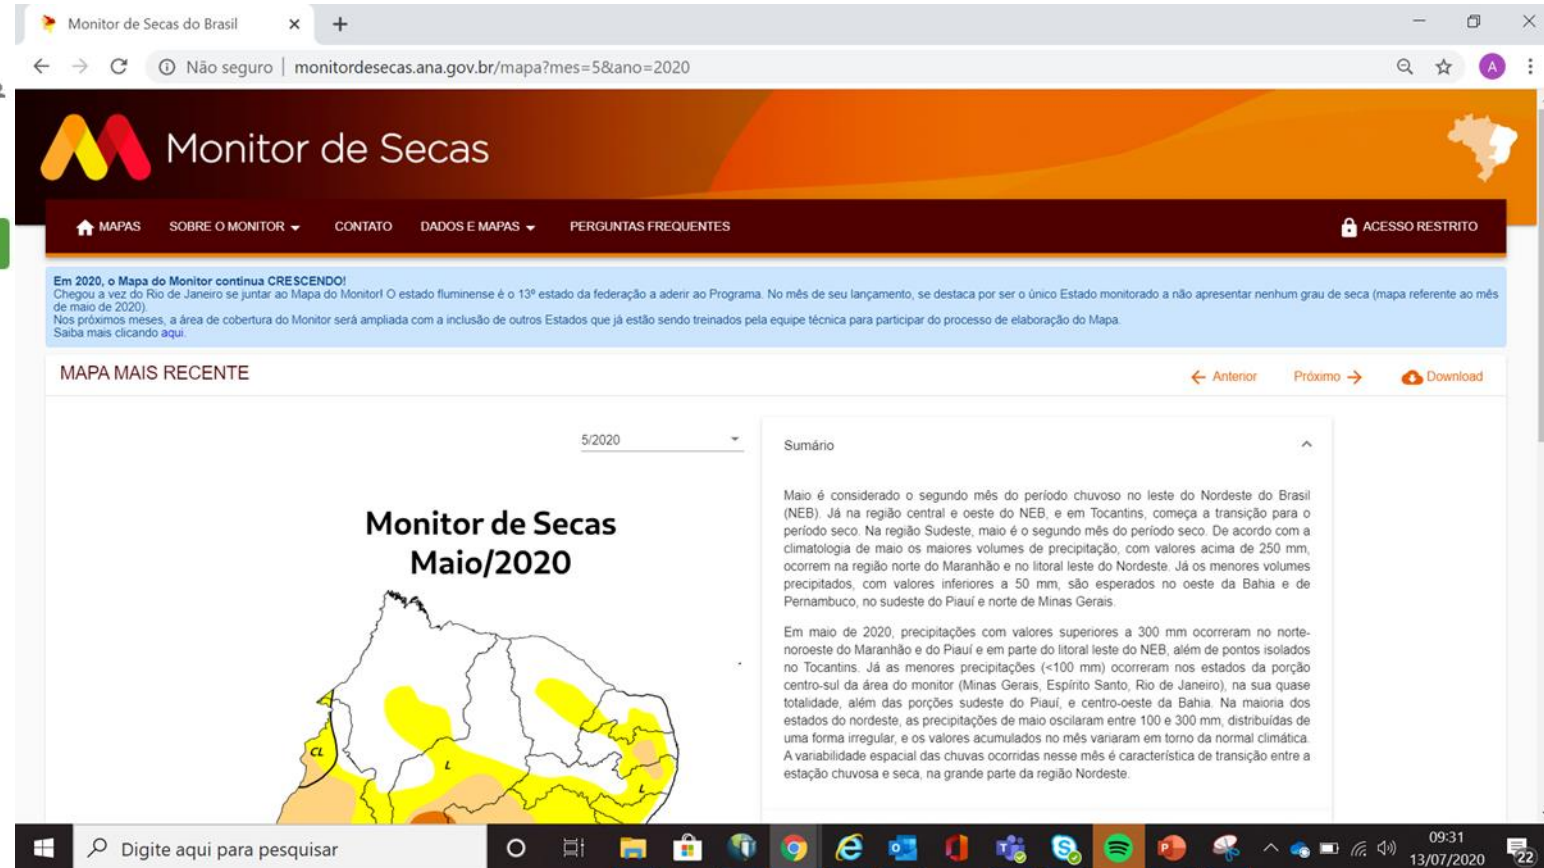 Monitor de Secas do Brasil
Não seguro | monitordesecas.ana.gov.br/mapa?mes=5&ano=2020
A
Monitor de Secas
MAPAS SOBRE O MONITOR CONTATO DADOS E MAPAS PERGUNTAS FREQUENTES ACESSO RESTRITO
Em 2020, o Mapa do Monitor continua CRESCENDO!
Chegou a vez do Rio de Janeiro se juntar ao Mapa do Monitor! O estado fluminense é o 13º estado da federação a aderir ao Programa. No mês de seu lançamento, se destaca por ser o único Estado monitorado a não apresentar nenhum grau de seca (mapa referente ao mês
de maio de 2020).
Nos próximos meses, a área de cobertura do Monitor será ampliada com a inclusão de outros Estados que já estão sendo treinados pela equipe técnica para participar do processo de elaboração do Mapa.
Saiba mais clicando aqui.
MAPA MAIS RECENTE
Anterior Próximo Download
5/2020
Monitor de Secas
Maio/2020
CL
L
L
Sumário
Maio é considerado o segundo mês do período chuvoso no leste do Nordeste do Brasil
(NEB). Já na região central e oeste do NEB, e em Tocantins, começa a transição para o
período seco. Na região Sudeste, maio é o segundo mês do período seco. De acordo com a
climatologia de maio os maiores volumes de precipitação, com valores acima de 250 mm,
ocorrem na região norte do Maranhão e no litoral leste do Nordeste. Já os menores volumes
precipitados, com valores inferiores a 50 mm, são esperados no oeste da Bahia e de
Pernambuco, no sudeste do Piauí e norte de Minas Gerais.
Em maio de 2020, precipitações com valores superiores a 300 mm ocorreram no norte-
noroeste do Maranhão e do Piauí e em parte do litoral leste do NEB, além de pontos isolados
no Tocantins. Já as menores precipitações (<100 mm) ocorreram nos estados da porção
centro-sul da área do monitor (Minas Gerais, Espírito Santo, Rio de Janeiro), na sua quase
totalidade, além das porções sudeste do Piauí, e centro-oeste da Bahia. Na maioria dos
estados do nordeste, as precipitações de maio oscilaram entre 100 e 300 mm, distribuídas de
uma forma irregular, e os valores acumulados no mês variaram em torno da normal climática.
A variabilidade espacial das chuvas ocorridas nesse mês é característica de transição entre a
estação chuvosa e seca, na grande parte da região Nordeste.
Digite aqui para pesquisar
09:31
13/07/2020
22